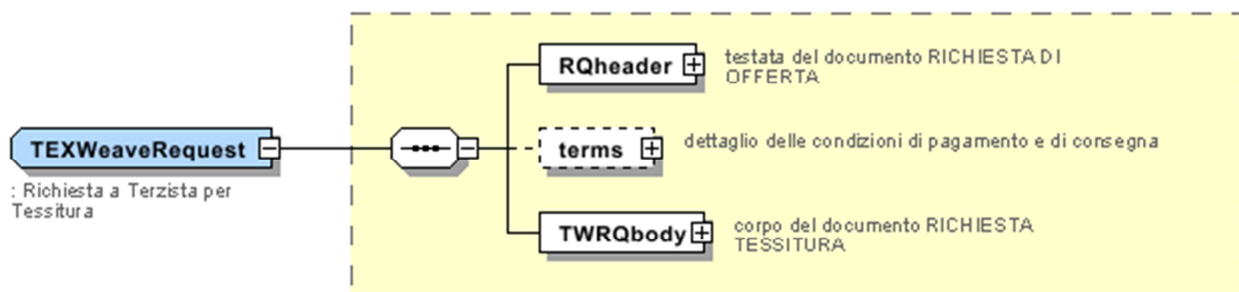 RQheader
testata del documento RICHIESTA DI
OFFERTA
TEXWeaveRequest
: Richiesta a Terzista per
Tessitura
terms
dettaglio delle condizioni di pagamento e di consegna
TWRQbody
corpo del documento RICHIESTA
TESSITURA